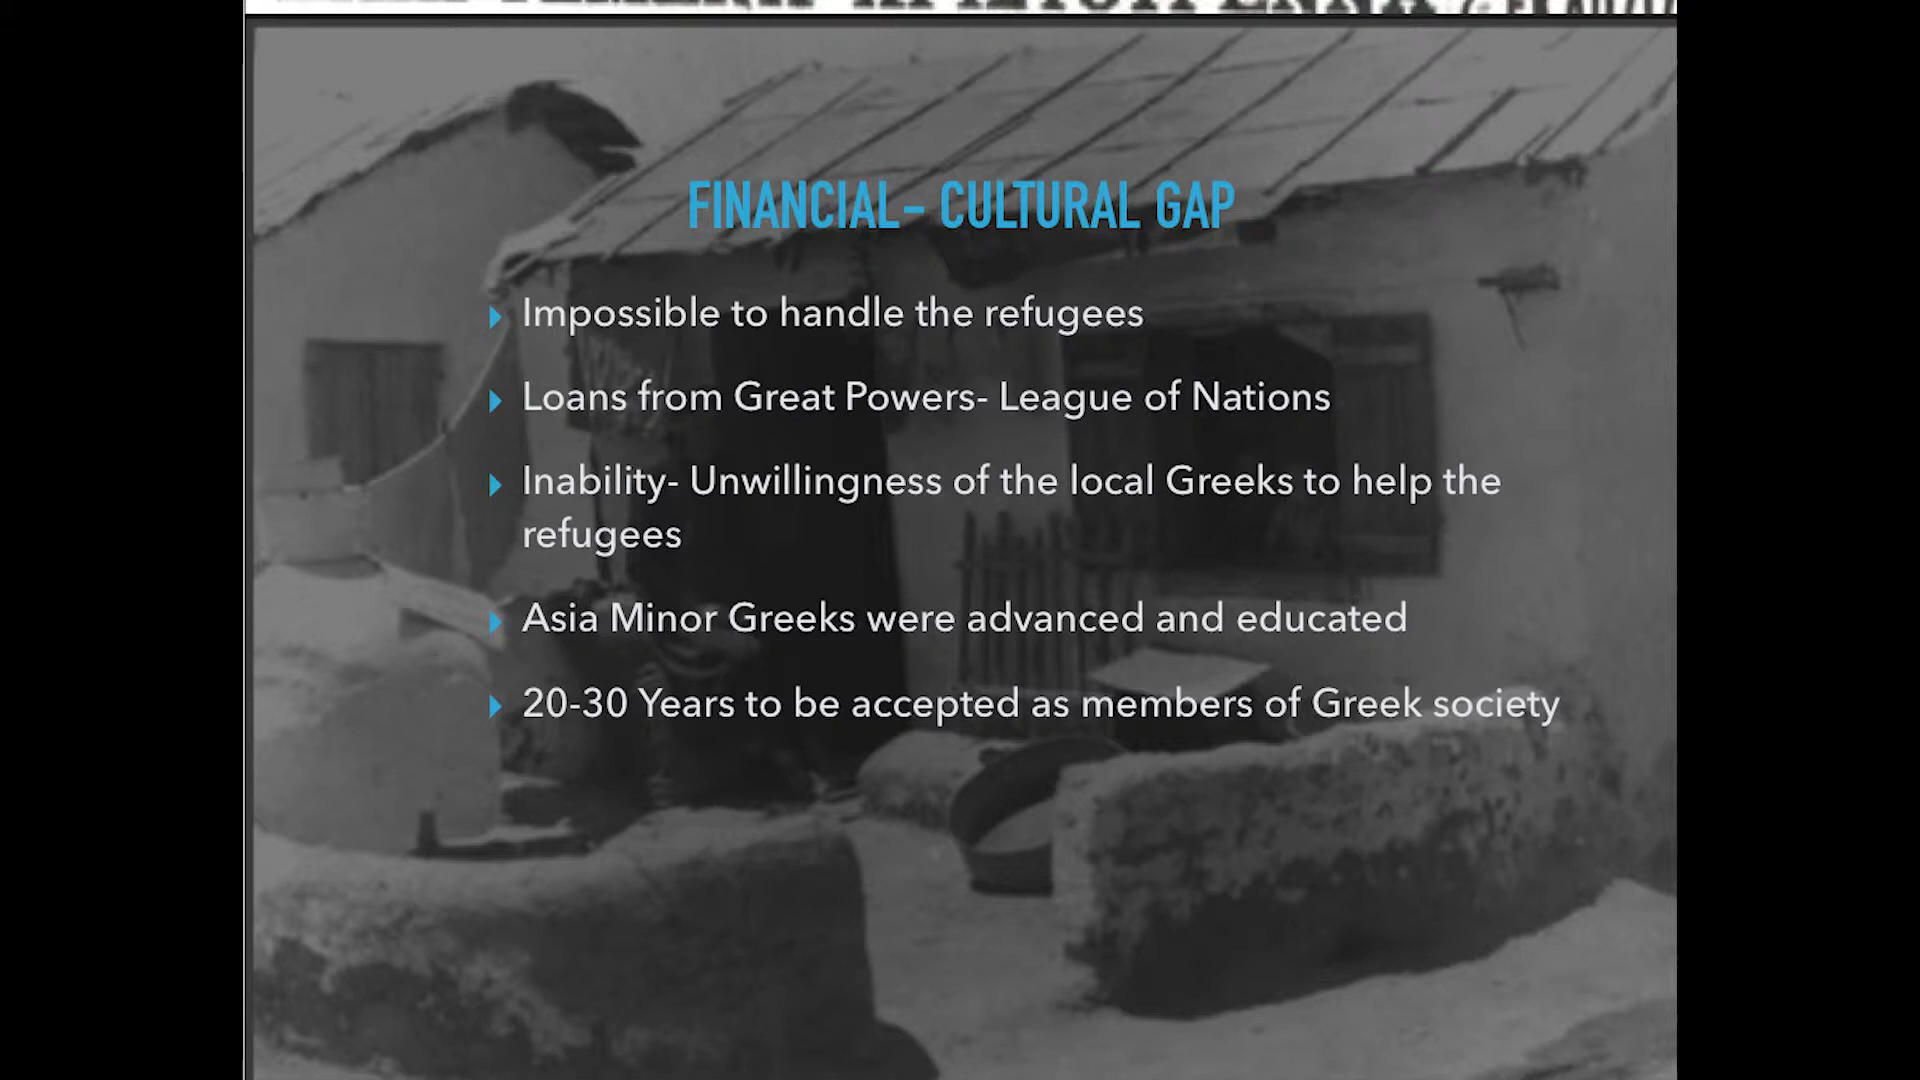 FINANCIAL- CULTURAL GAP
Impossible to handle the refugees
Loans from Great Powers- League of Nations
Inability- Unwillingness of the local Greeks to help the
refugees
Asia Minor Greeks were advanced and educated
20-30 Years to be accepted as members of Greek society